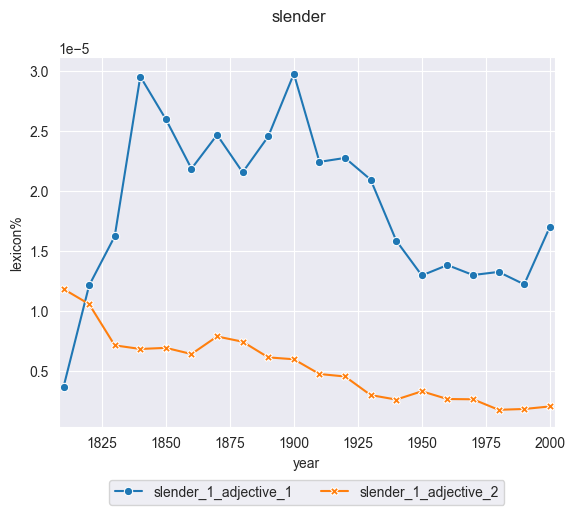 slender
1e−5
3.0
2.5
2.0
1.5
1.0
0.5
lexicon%
1825 1850 1875 1900 1925 1950 1975 2000
year
slender_1_adjective_1 slender_1_adjective_2